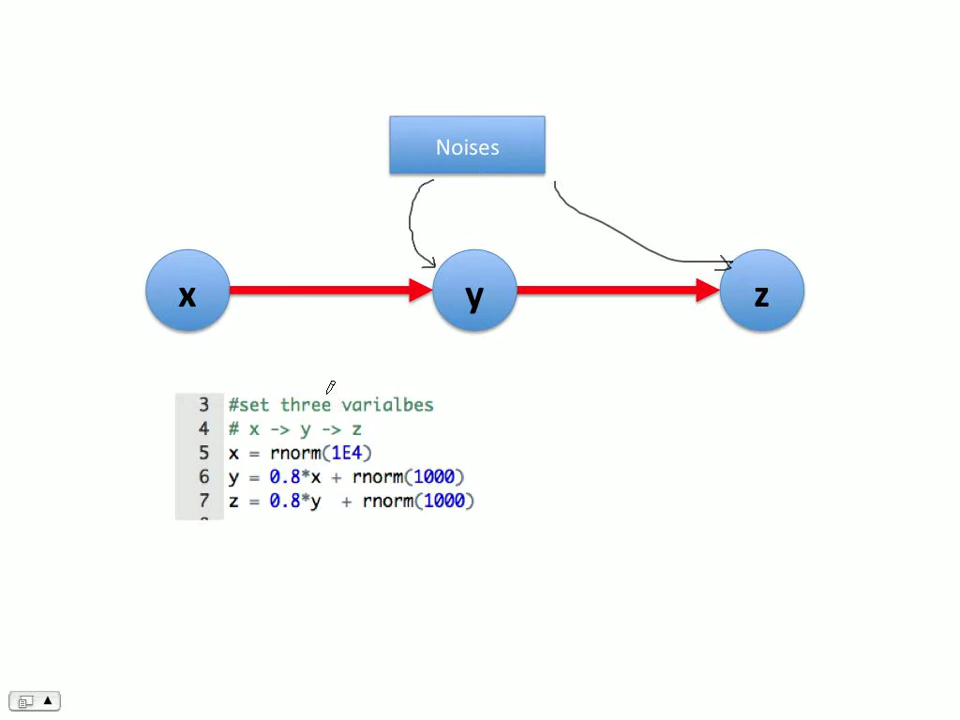 Noises
x
y
z
3 #set three varialbes
4 # x -> y -> z
5 x = rnorm(1E4)
6 y = 0.8*x + rnorm(1000)
7 z = 0.8*y + rnorm(1000)